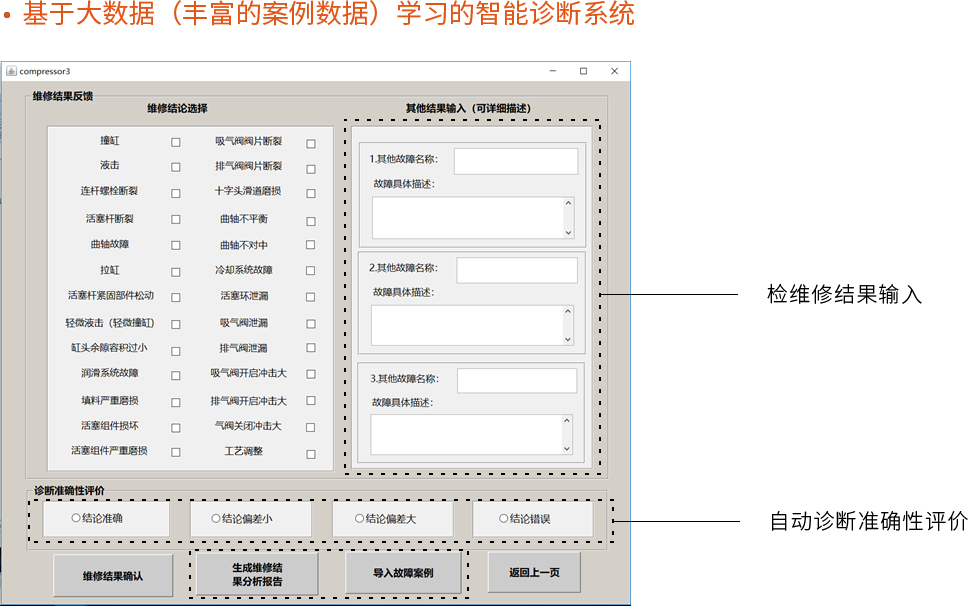 • 基于大数据（丰富的案例数据）学习的智能诊断系统
compressor3
维修结果反馈
维修结论选择
其他结果输入（可详细描述）
撞缸
吸气阀阀片断裂
液击
排气阀阀片断裂
连杆螺栓断裂
十字头滑道磨损
活塞杆断裂
曲轴不平衡
曲轴故障
曲轴不对中
拉缸
冷却系统故障
活塞杆紧固部件松动
活塞环泄漏
轻微液击（轻微撞缸）
吸气阀泄漏
缸头余隙容积过小
排气阀泄漏
润滑系统故障
吸气阀开启冲击大
填料严重磨损
排气阀开启冲击大
活塞组件损坏
气阀关闭冲击大
活塞组件严重磨损
工艺调整
1.其他故障名称：
故障具体描述：
2.其他故障名称：
故障具体描述：
3.其他故障名称：
故障具体描述：
检维修结果输入
诊断准确性评价
结论准确
结论偏差小
结论偏差大
结论错误
自动诊断准确性评价
维修结果确认
生成维修结
果分析报告
导入故障案例
返回上一页